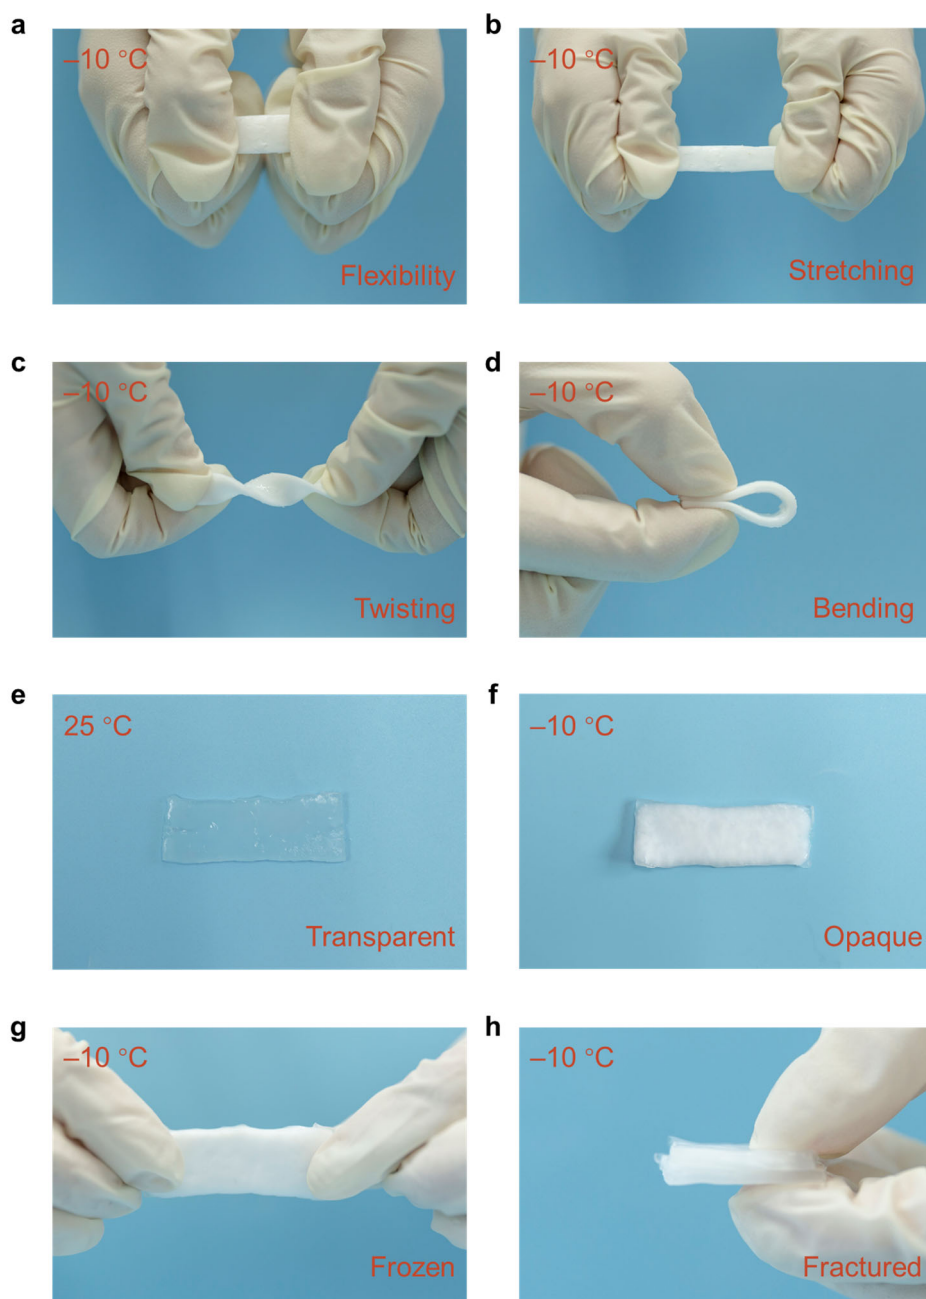 a
–10 °C
Flexibility
b
–10 °C
Stretching
c
–10 °C
Twisting
d
–10 °C
Bending
e
25 °C
Transparent
f
–10 °C
Opaque
g
–10 °C
Frozen
h
–10 °C
Fractured